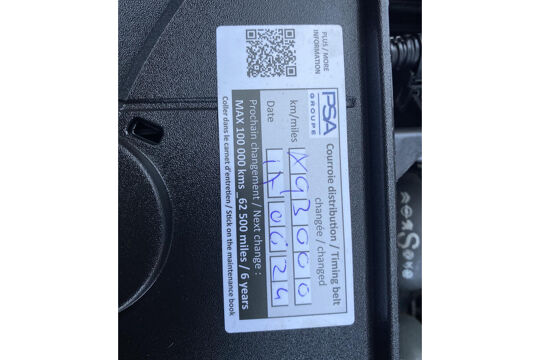 PLUS / MORE
INFORMATION
PSA
GROUPE
Courroie distribution / Timing belt
changée / changed
km/miles
Date
Prochain changement / Next change :
MAX 100 000 kms 62 500 miles / 6 years
Coller dans le carnet d'entretien / Stick on the maintenance book